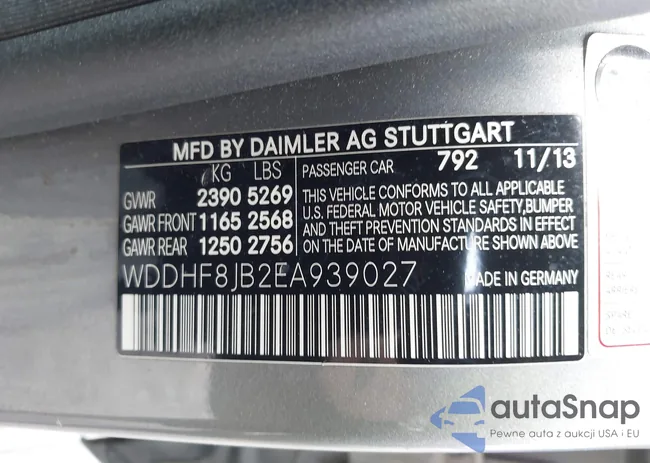 MFD BY DAIMLER AG STUTTGART
KG LBS
GVWR 2390 5269
GAWR FRONT 1165 2568
GAWR REAR 1250 2756
PASSENGER CAR 792 11/13
THIS VEHICLE CONFORMS TO ALL APPLICABLE
U.S. FEDERAL MOTOR VEHICLE SAFETY,BUMPER
AND THEFT PREVENTION STANDARDS IN EFFECT
ON THE DATE OF MANUFACTURE SHOWN ABOVE.
WDDHF8JB2EA939027
MADE IN GERMANY
autoSnap
Pewne auta z aukcji USA i EU